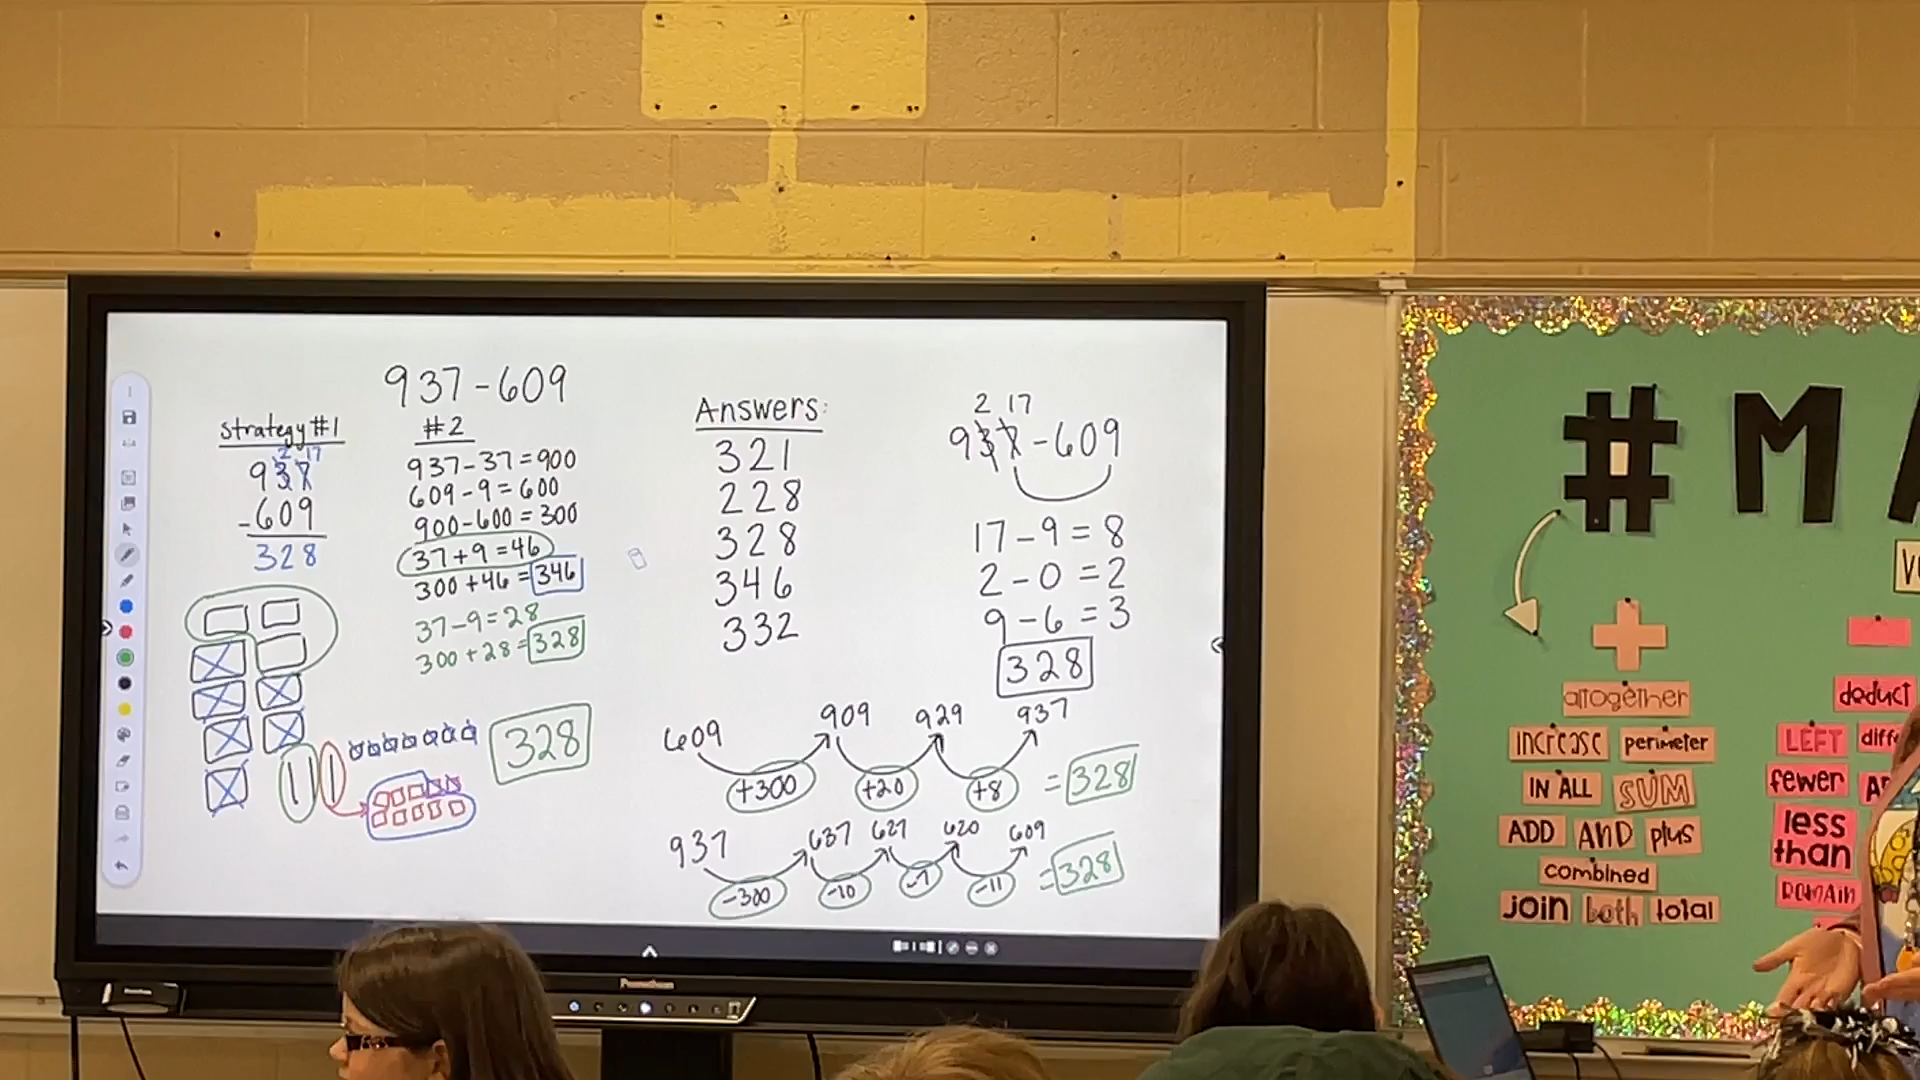 937-609
Strategy #1
2 17
937
-609
328
#2
937-37=900
609-9=600
900-600=300
37+9=46
300+46=346
37-9=28
300+28=328
328
Answers:
321
228
328
346
332
2 17
937-609
17-9=8
2-0=2
9-6=3
328
609 909 929 937
+300 +20 +8 =328
937 637 627 620 609
-300 -10 -7 -11 =328
Promethean
#MA
altogether
increase perimeter
IN ALL SUM
ADD AND plus
combined
join both total
deduct
LEFT
fewer
less
than
REMAIN